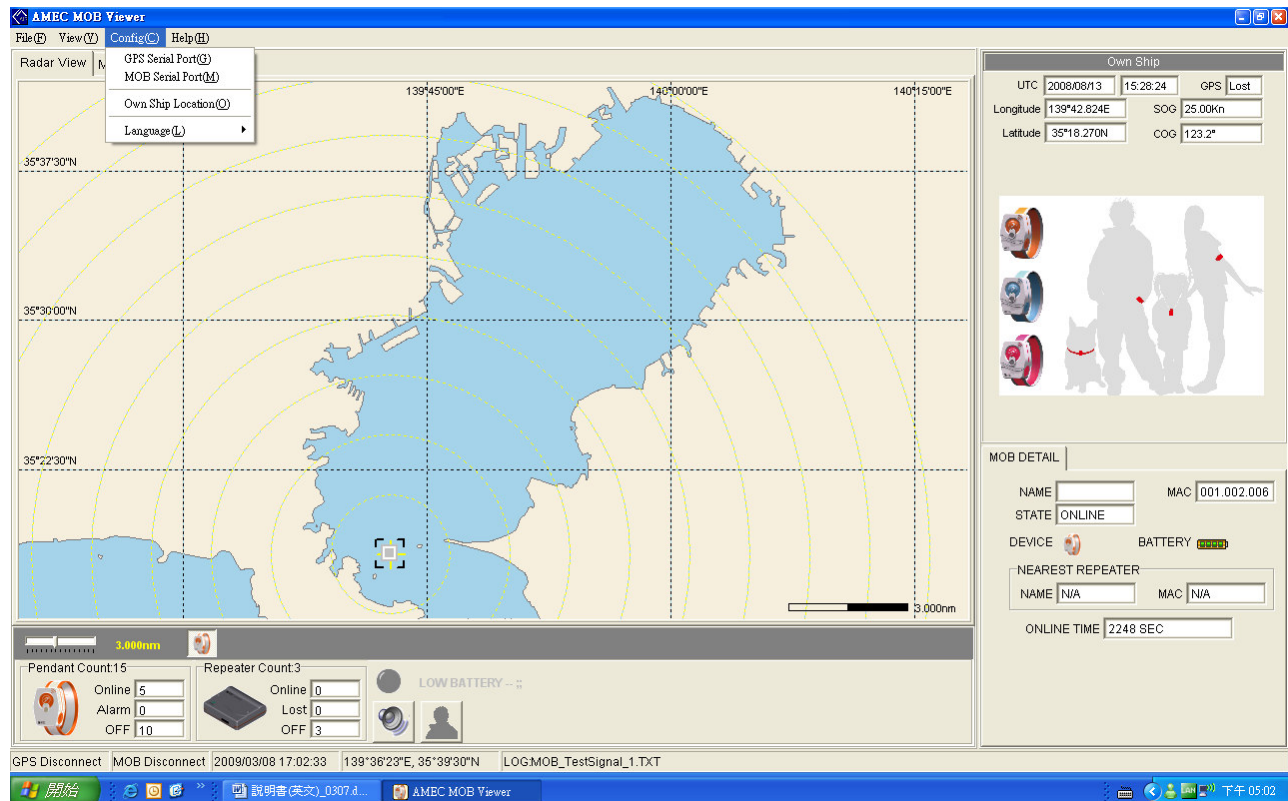 AMEC MOB Viewer
File(F) View(V) Config(C) Help(H)
GPS Serial Port(G)
MOB Serial Port(M)
Own Ship Location(O)
Language(L)
Radar View M
139°45'00"E 140°00'00"E 140°15'00"E
35°37'30"N
35°30'00"N
35°22'30"N
3.000nm
Own Ship
UTC 2008/08/13 15:28:24 GPS Lost
Longitude 139°42.824E SOG 25.00Kn
Latitude 35°18.270N COG 123.2°
MOB DETAIL
NAME MAC 001.002.006
STATE ONLINE
DEVICE BATTERY
NEAREST REPEATER
NAME N/A MAC N/A
ONLINE TIME 2248 SEC
3.000nm
Pendant Count:15
Online 5
Alarm 0
OFF 10
Repeater Count:3
Online 0
Lost 0
OFF 3
LOW BATTERY -- ;;
GPS Disconnect MOB Disconnect 2009/03/08 17:02:33 139°36'23"E, 35°39'30"N LOG:MOB_TestSignal_1.TXT
開始 » 說明書(英文)_0307.d... AMEC MOB Viewer LAN 下午 05:02